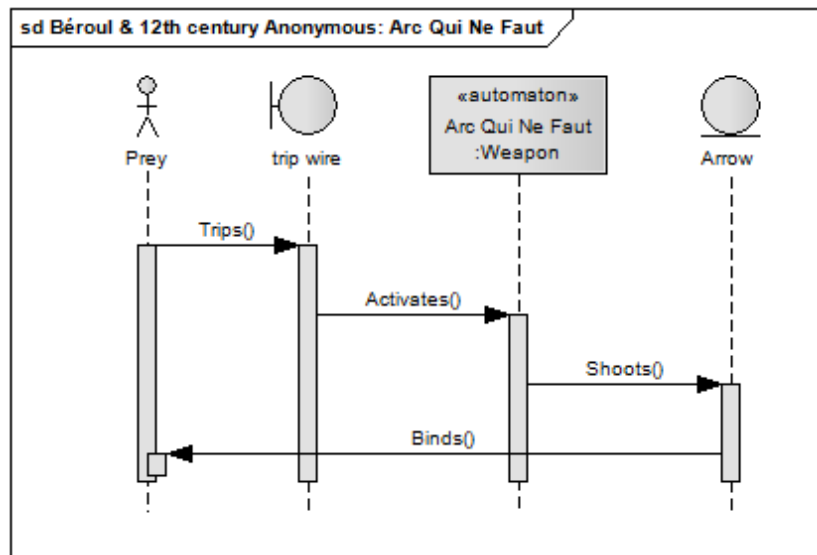 sd Béroul & 12th century Anonymous: Arc Qui Ne Faut
Prey
trip wire
«automaton»
Arc Qui Ne Faut
:Weapon
Arrow
Trips()
Activates()
Shoots()
Binds()